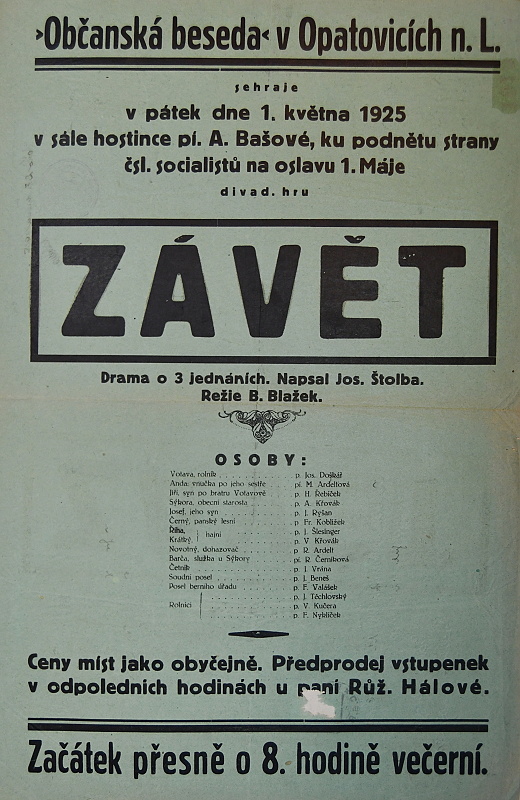 ›Občanská beseda‹ v Opatovicích n. L.
sehraje
v pátek dne 1. května 1925
v sále hostince pí. A. Bašové, ku podnětu strany
čsl. socialistů na oslavu 1. Máje
divad. hru
ZÁVĚT
Drama o 3 jednáních. Napsal Jos. Štolba.
Režie B. Blažek.
OSOBY:
Votava, rolník . . . . . . . . p. Jos. Doškář
Anda, vnučka po jeho sestře . . . pí. M. Ardeltová
Jiří, syn po bratru Votavově . . . p. H. Řebíček
Sýkora, obecní starosta . . . . . p. A. Křovák
Josef, jeho syn . . . . . . . . p. J. Ryšan
Černý, panský lesní . . . . . . p. Fr. Koblížek
Říha, } hajní . . . . . . . p. J. Šlesinger
Krátký, . . . . . . . p. V. Křovák
Novotný, dohazovač . . . . . . p. R. Ardelt
Barča, služka u Sýkory . . . . . pí. R. Černíková
Četník . . . . . . . . . . p. J. Vrána
Soudní posel . . . . . . . . p. J. Beneš
Posel berního úřadu . . . . . . p. F. Valášek
. . . . . . . . p. J. Těchlovský
Rolníci . . . . . . . . p. V. Kučera
. . . . . . . . p. F. Nyklíček
Ceny míst jako obyčejně. Předprodej vstupenek
v odpoledních hodinách u paní Růž. Hálové.
Začátek přesně o 8. hodině večerní.